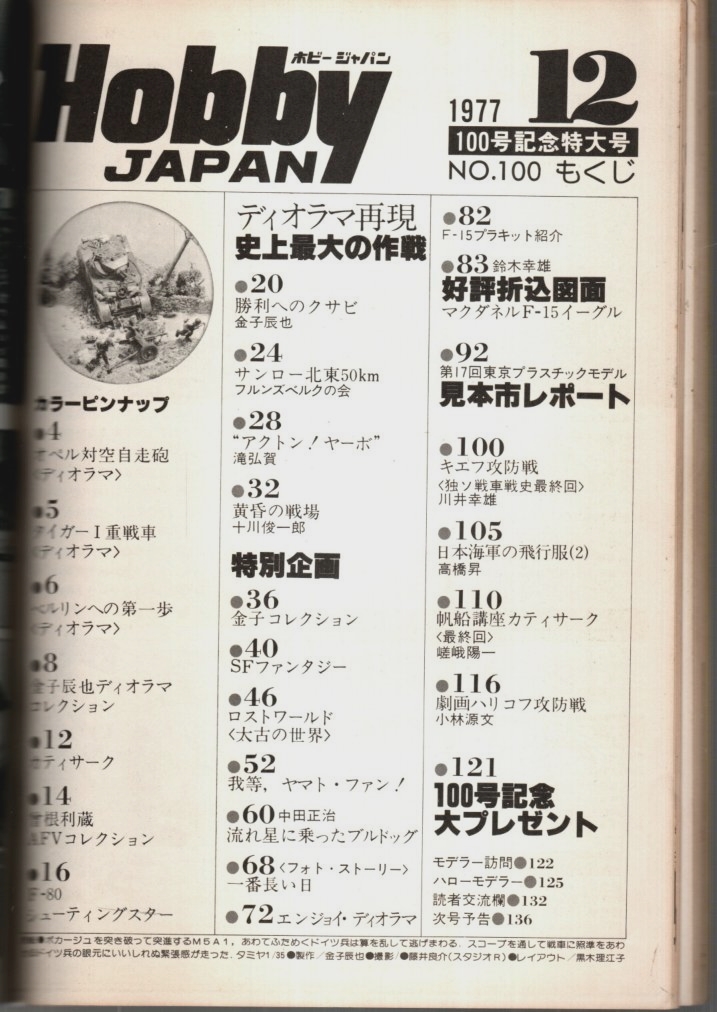 ホビージャパン
Hobby
JAPAN
1977 12
100号記念特大号
NO.100 もくじ
カラーピンナップ
●4
オペル対空自走砲
〈ディオラマ〉
●5
タイガーⅠ重戦車
〈ディオラマ〉
●6
ベルリンへの第一歩
〈ディオラマ〉
●8
金子辰也ディオラマ
コレクション
●12
カティサーク
●14
曽根利蔵
AFVコレクション
●16
F-80
シューティングスター
ディオラマ再現
史上最大の作戦
●20
勝利へのクサビ
金子辰也
●24
サンロー北東50km
フルンズベルクの会
●28
“アクトン！ヤーボ”
滝弘賀
●32
黄昏の戦場
十川俊一郎
特別企画
●36
金子コレクション
●40
SFファンタジー
●46
ロストワールド
〈太古の世界〉
●52
我等，ヤマト・ファン！
●60 中田正治
流れ星に乗ったブルドッグ
●68〈フォト・ストーリー〉
一番長い日
●72 エンジョイ・ディオラマ
●82
F-15プラキット紹介
●83 鈴木幸雄
好評折込図面
マクダネルF-15イーグル
●92
第17回東京プラスチックモデル
見本市レポート
●100
キエフ攻防戦
〈独ソ戦車戦史最終回〉
川井幸雄
●105
日本海軍の飛行服(2)
高橋昇
●110
帆船講座カティサーク
〈最終回〉
嵯峨陽一
●116
劇画ハリコフ攻防戦
小林源文
●121
100号記念
大プレゼント
モデラー訪問●122
ハローモデラー●125
読者交流欄●132
次号予告●136
●ボカージュを突き破って突進するM5A1，あわてふためくドイツ兵は算を乱して逃げまわる．スコープを通して戦車に照準をあわ
ドイツ兵の眼元にいいしれぬ緊張感が走った．タミヤ1/35●製作／金子辰也●撮影／●藤井良介(スタジオR)●レイアウト／黒木理江子